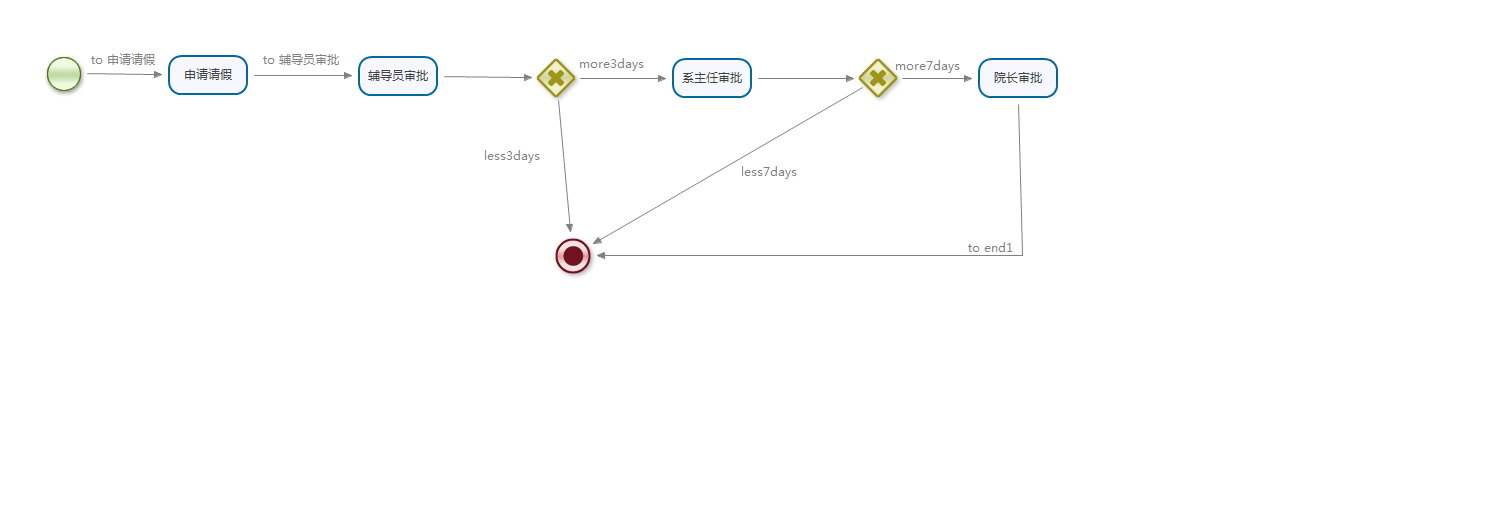 to 申请请假
申请请假
to 辅导员审批
辅导员审批
more3days
系主任审批
more7days
院长审批
less3days
less7days
to end1